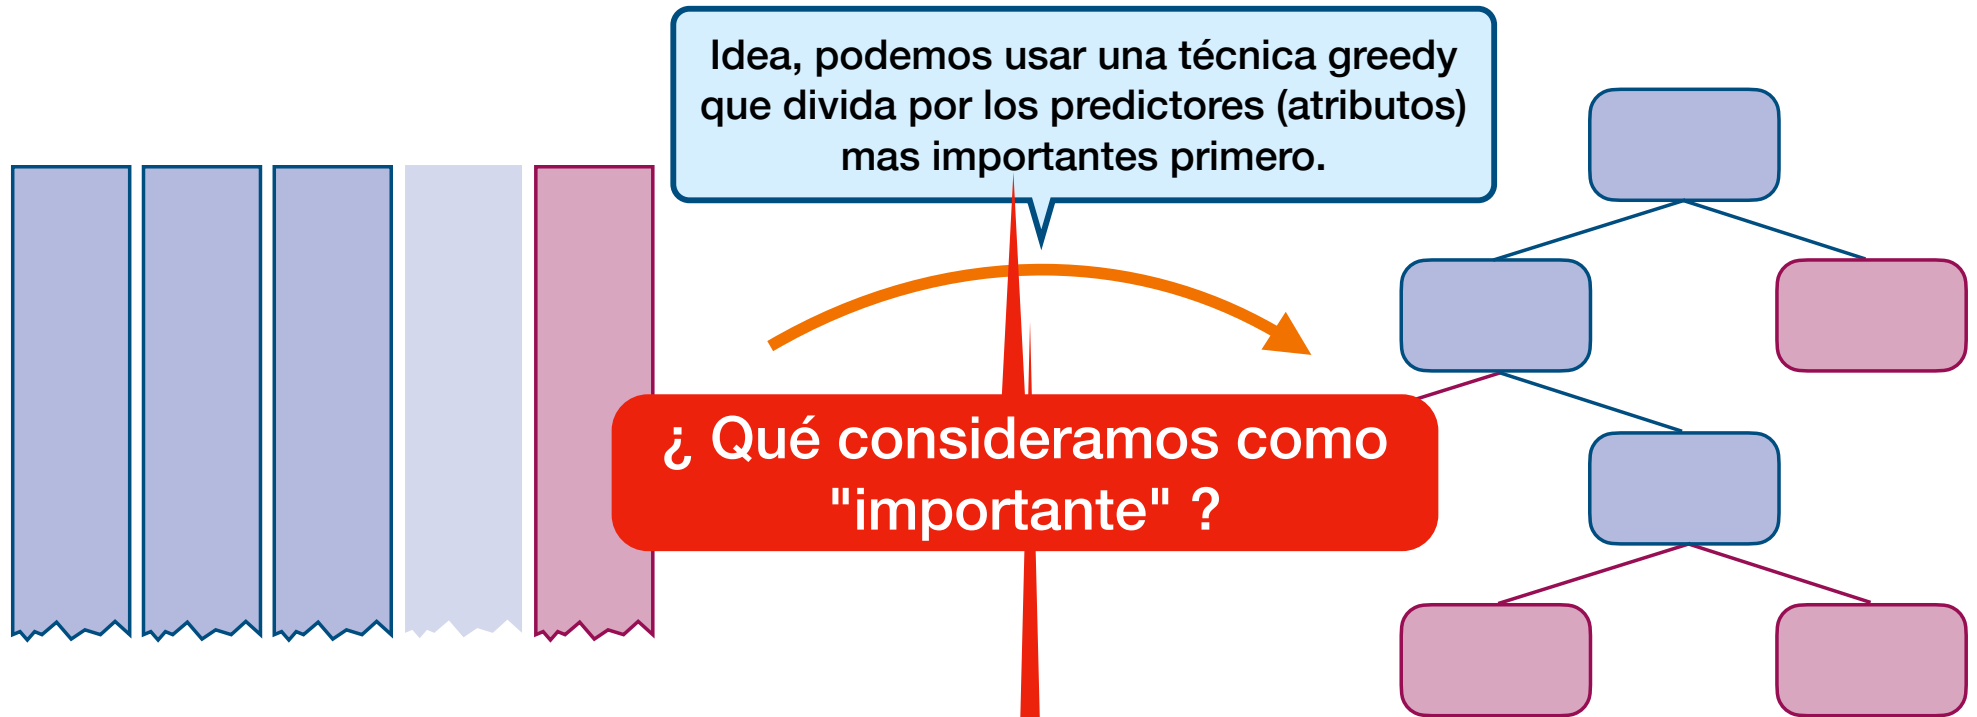 Idea, podemos usar una técnica greedy
que divida por los predictores (atributos)
mas importantes primero.
¿ Qué consideramos como
"importante" ?